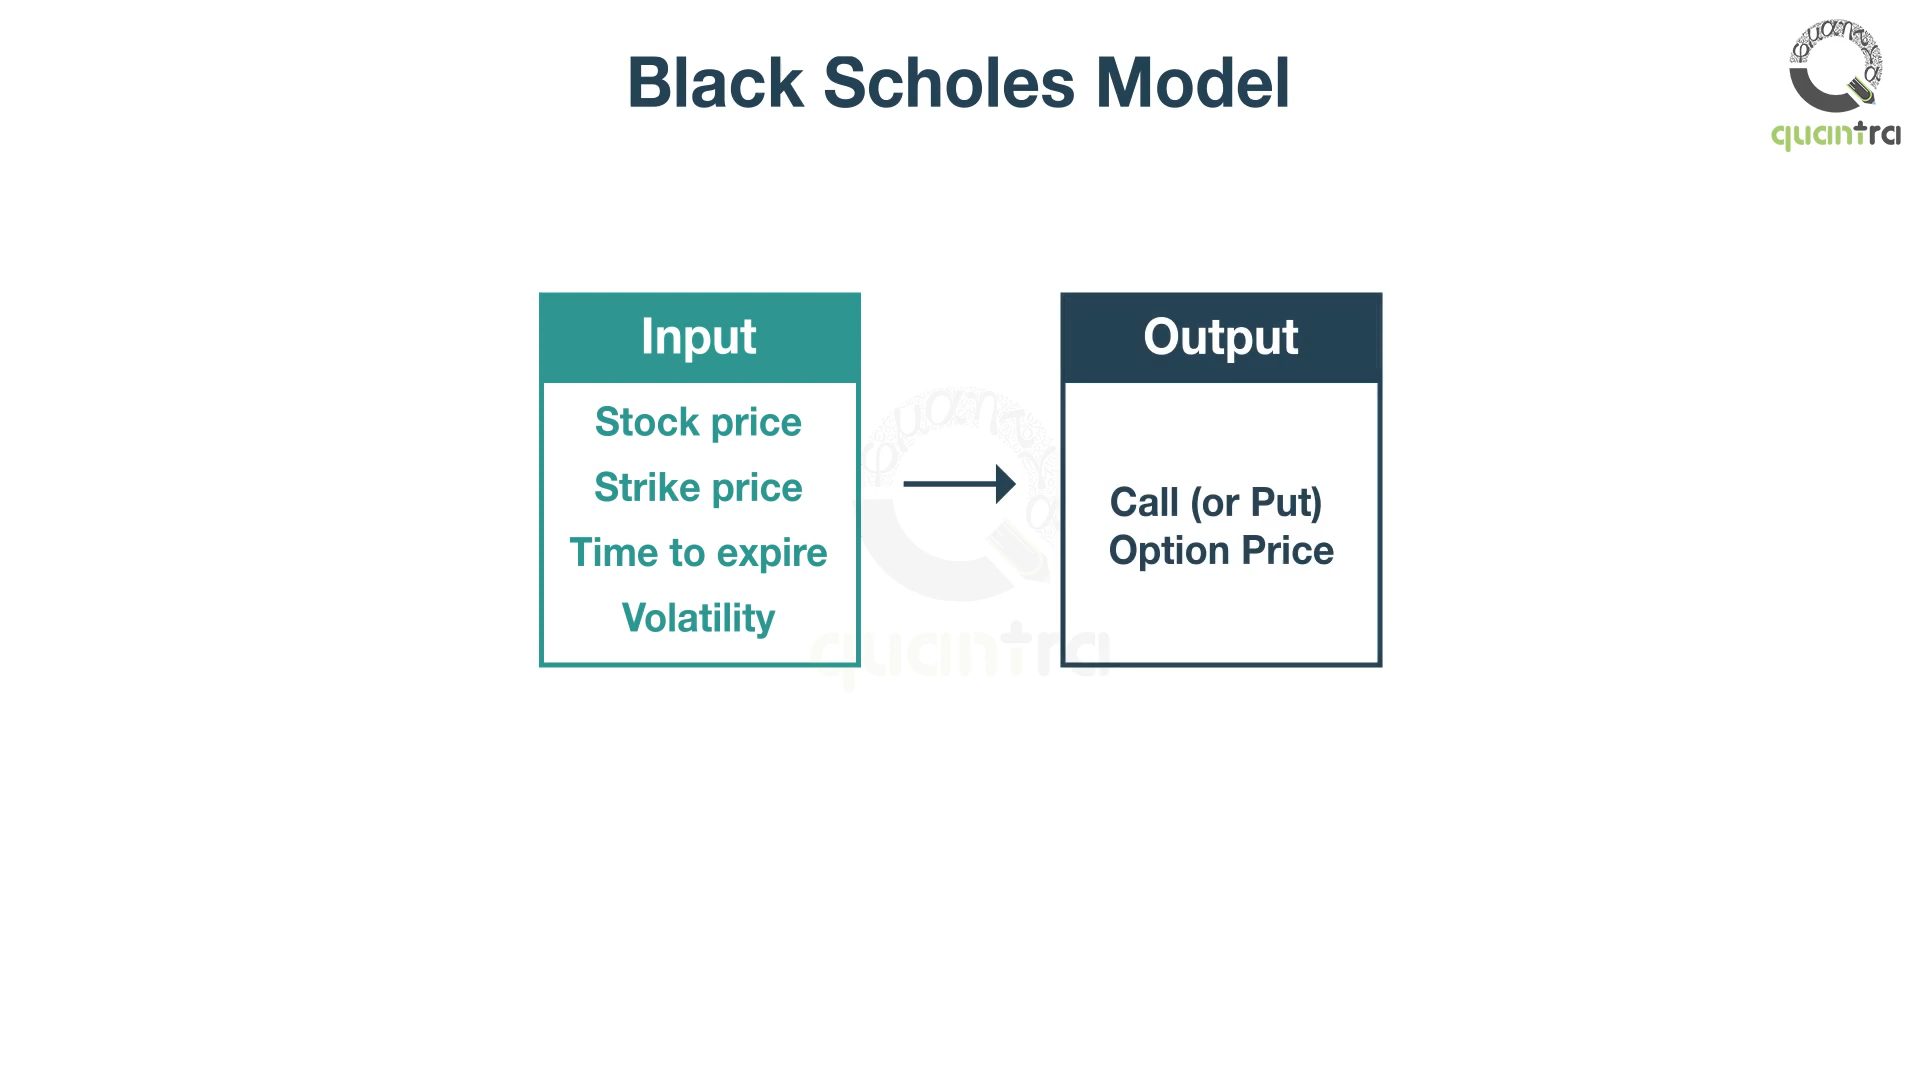 Black Scholes Model
quantra
Input
Stock price
Strike price
Time to expire
Volatility
Output
Call (or Put)
Option Price
quantra